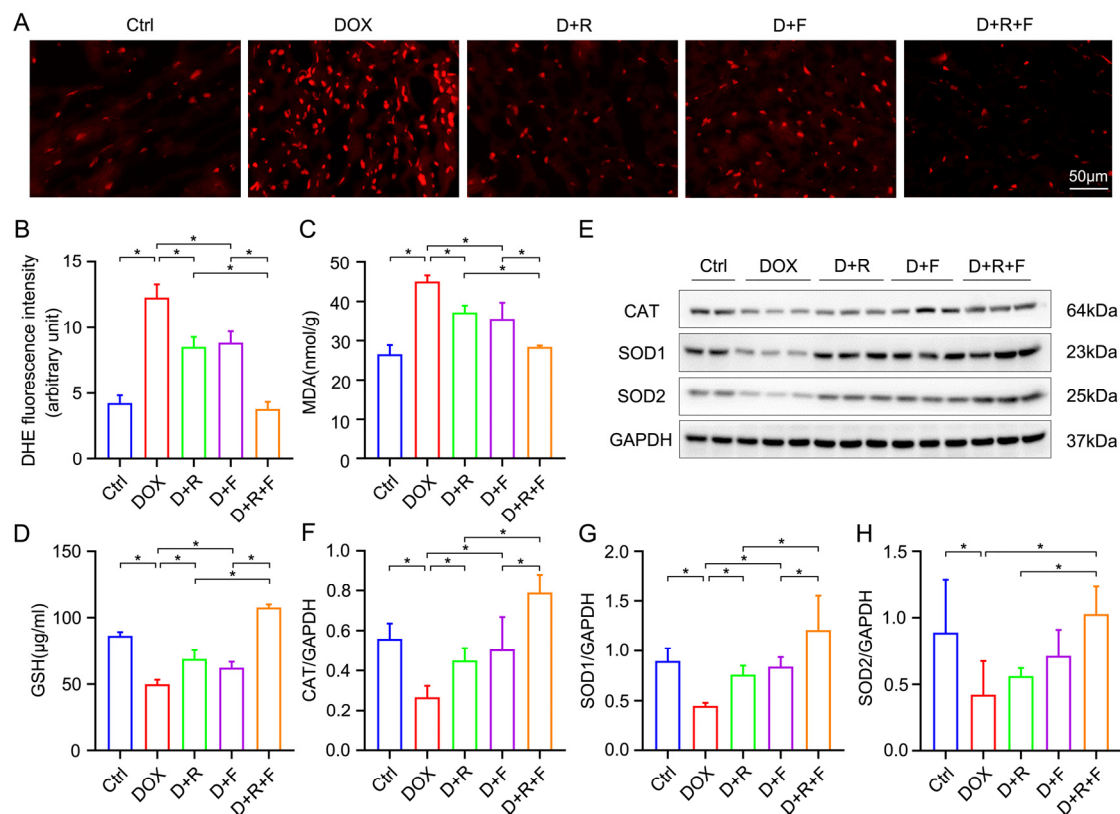 A
Ctrl
DOX
D+R
D+F
D+R+F
50μm
B
DHE fluorescence intensity
(arbitrary unit)
15
10
5
0
* * * * *
Ctrl
DOX
D+R
D+F
D+R+F
C
MDA(nmol/g)
50
40
30
20
10
0
* * * * *
Ctrl
DOX
D+R
D+F
D+R+F
E
Ctrl DOX D+R D+F D+R+F
CAT 64kDa
SOD1 23kDa
SOD2 25kDa
GAPDH 37kDa
D
GSH(μg/ml)
150
100
50
0
* * * * *
Ctrl
DOX
D+R
D+F
D+R+F
F
CAT/GAPDH
1.0
0.8
0.6
0.4
0.2
0.0
* * * * *
Ctrl
DOX
D+R
D+F
D+R+F
G
SOD1/GAPDH
2.0
1.5
1.0
0.5
0.0
* * * * *
Ctrl
DOX
D+R
D+F
D+R+F
H
SOD2/GAPDH
1.5
1.0
0.5
0.0
* * *
Ctrl
DOX
D+R
D+F
D+R+F